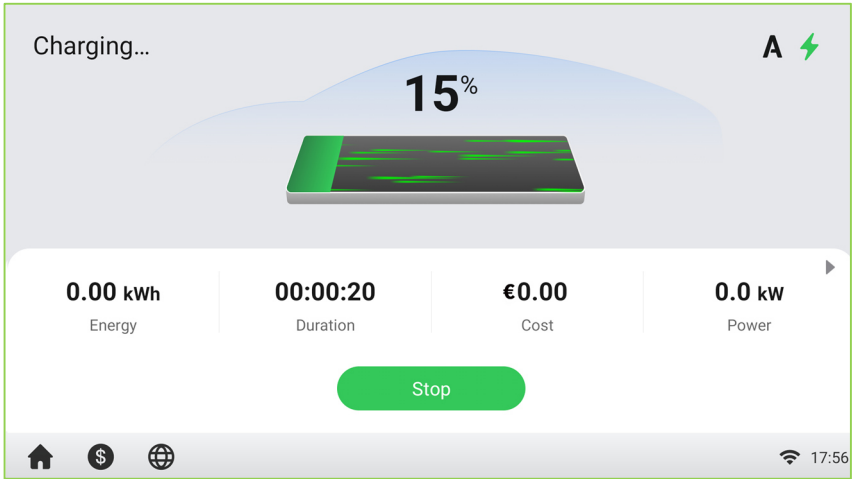 Charging...
A
15%
0.00 kWh
Energy
00:00:20
Duration
€0.00
Cost
0.0 kW
Power
Stop
$
17:56